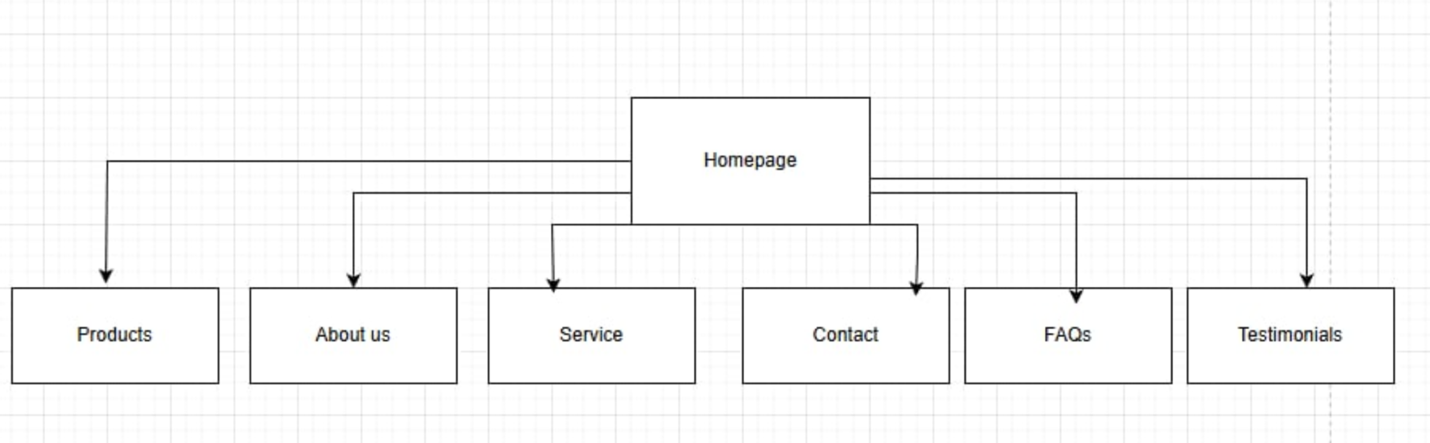 Homepage
Products
About us
Service
Contact
FAQs
Testimonials